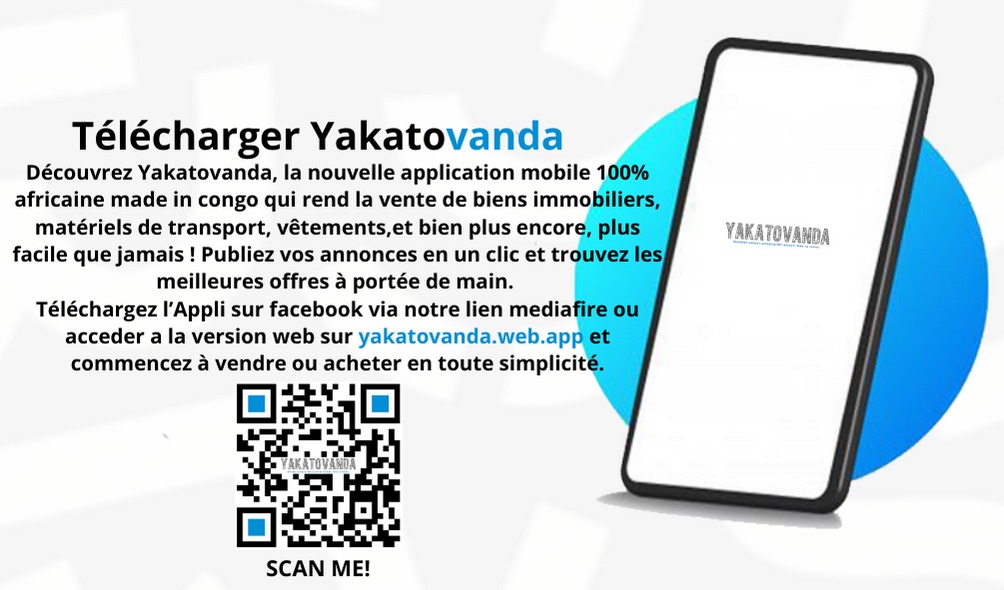 Télécharger Yakatovanda
Découvrez Yakatovanda, la nouvelle application mobile 100%
africaine made in congo qui rend la vente de biens immobiliers,
matériels de transport, vêtements,et bien plus encore, plus
facile que jamais ! Publiez vos annonces en un clic et trouvez les
meilleures offres à portée de main.
Téléchargez l’Appli sur facebook via notre lien mediafire ou
acceder a la version web sur yakatovanda.web.app et
commencez à vendre ou acheter en toute simplicité.
YAKATOVANDA
SCAN ME!
YAKATOVANDA